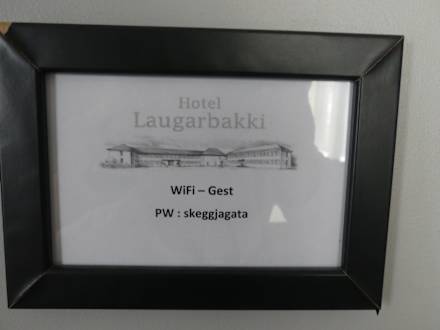 Hotel
Laugarbakki
WiFi – Gest
PW : skeggjagata